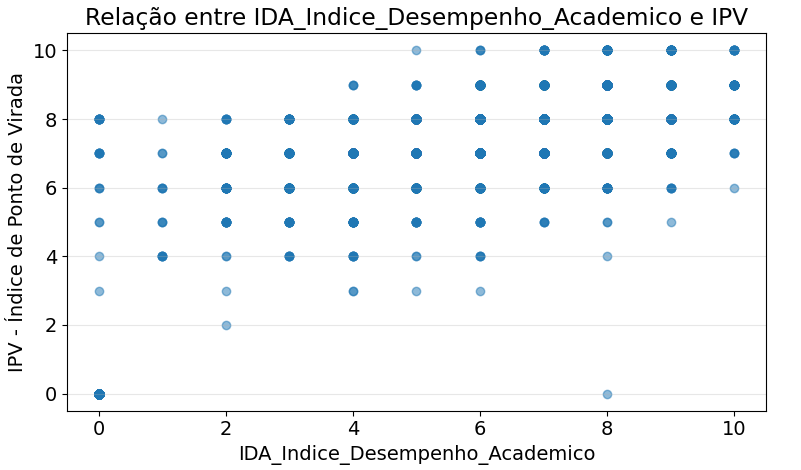 Relação entre IDA_Indice_Desempenho_Academico e IPV
IPV - Índice de Ponto de Virada
10
8
6
4
2
0
0 2 4 6 8 10
IDA_Indice_Desempenho_Academico